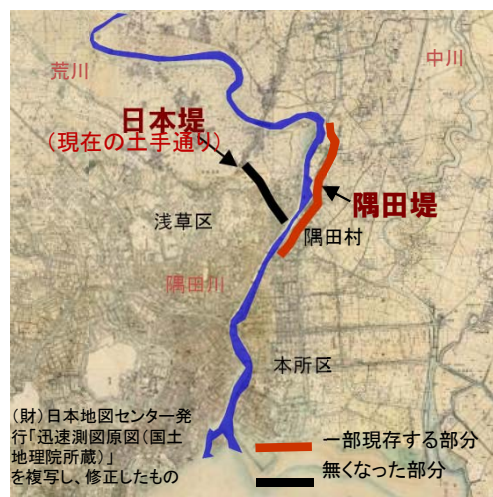 荒川
中川
日本堤
（現在の土手通り）
隅田堤
浅草区
隅田村
隅田川
本所区
（財）日本地図センター発
行「迅速測図原図（国土
地理院所蔵）」
を複写し、修正したもの
一部現存する部分
無くなった部分